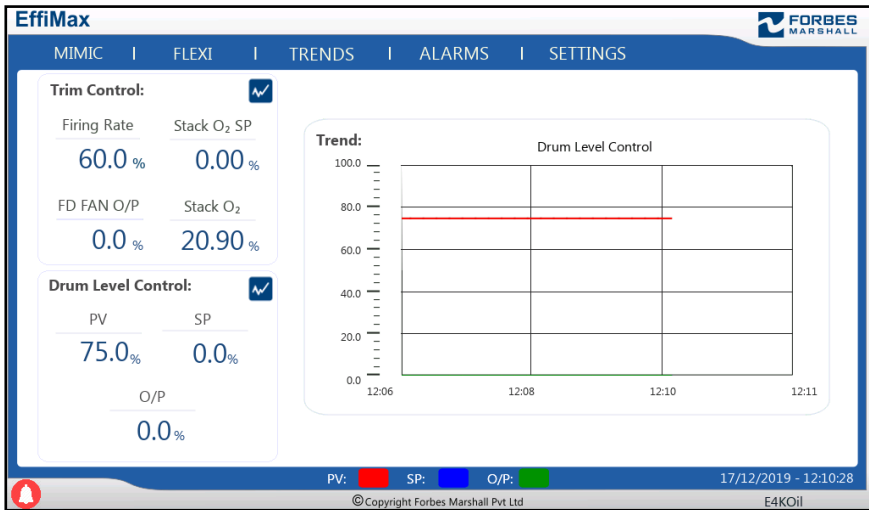 EffiMax
FORBES
MARSHALL
MIMIC | FLEXI | TRENDS | ALARMS | SETTINGS
Trim Control:
Firing Rate Stack O₂ SP
60.0 % 0.00 %
FD FAN O/P Stack O₂
0.0 % 20.90 %
Drum Level Control:
PV SP
75.0% 0.0%
O/P
0.0 %
Trend:
Drum Level Control
100.0
80.0
60.0
40.0
20.0
0.0
12:06 12:08 12:10 12:11
PV: SP: O/P:
17/12/2019 - 12:10:28
© Copyright Forbes Marshall Pvt Ltd
E4KOil